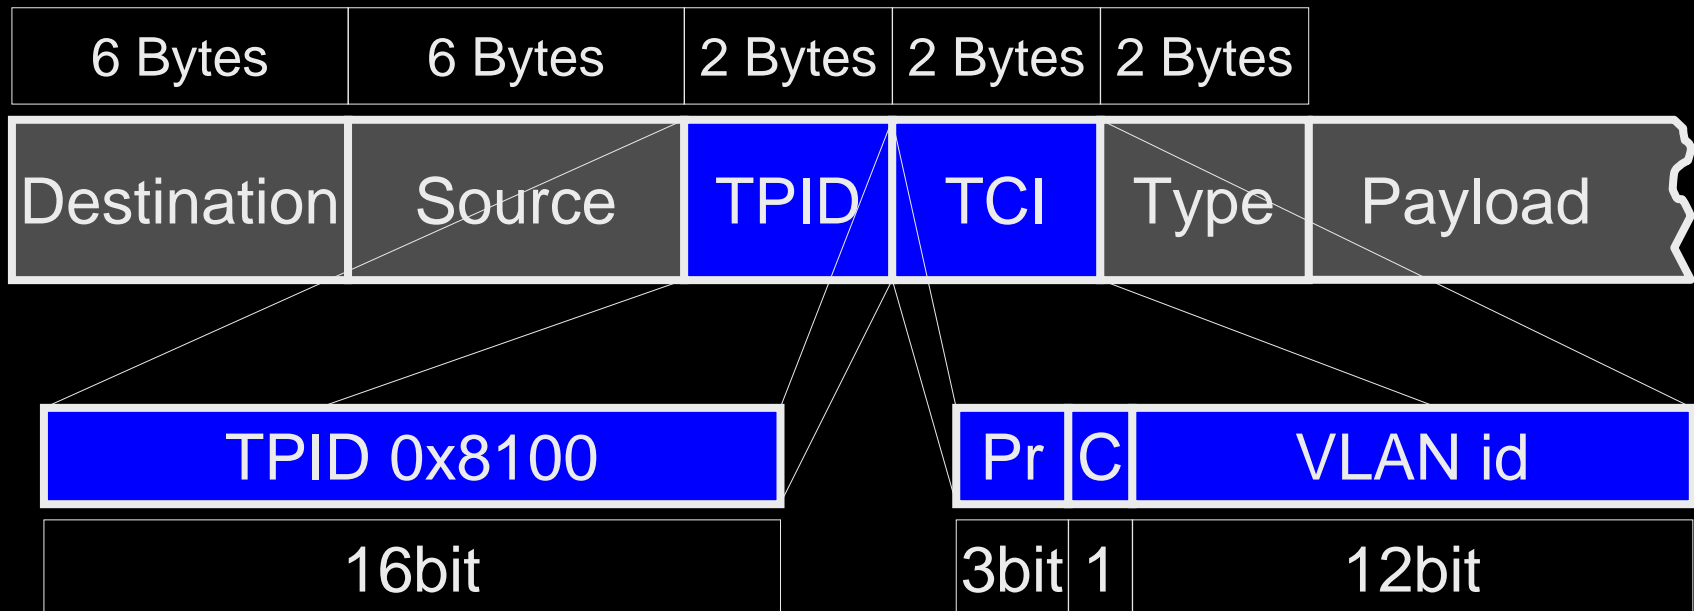 6 Bytes 6 Bytes 2 Bytes 2 Bytes 2 Bytes
Destination Source TPID TCI Type Payload
TPID 0x8100 Pr C VLAN id
16bit 3bit 1 12bit